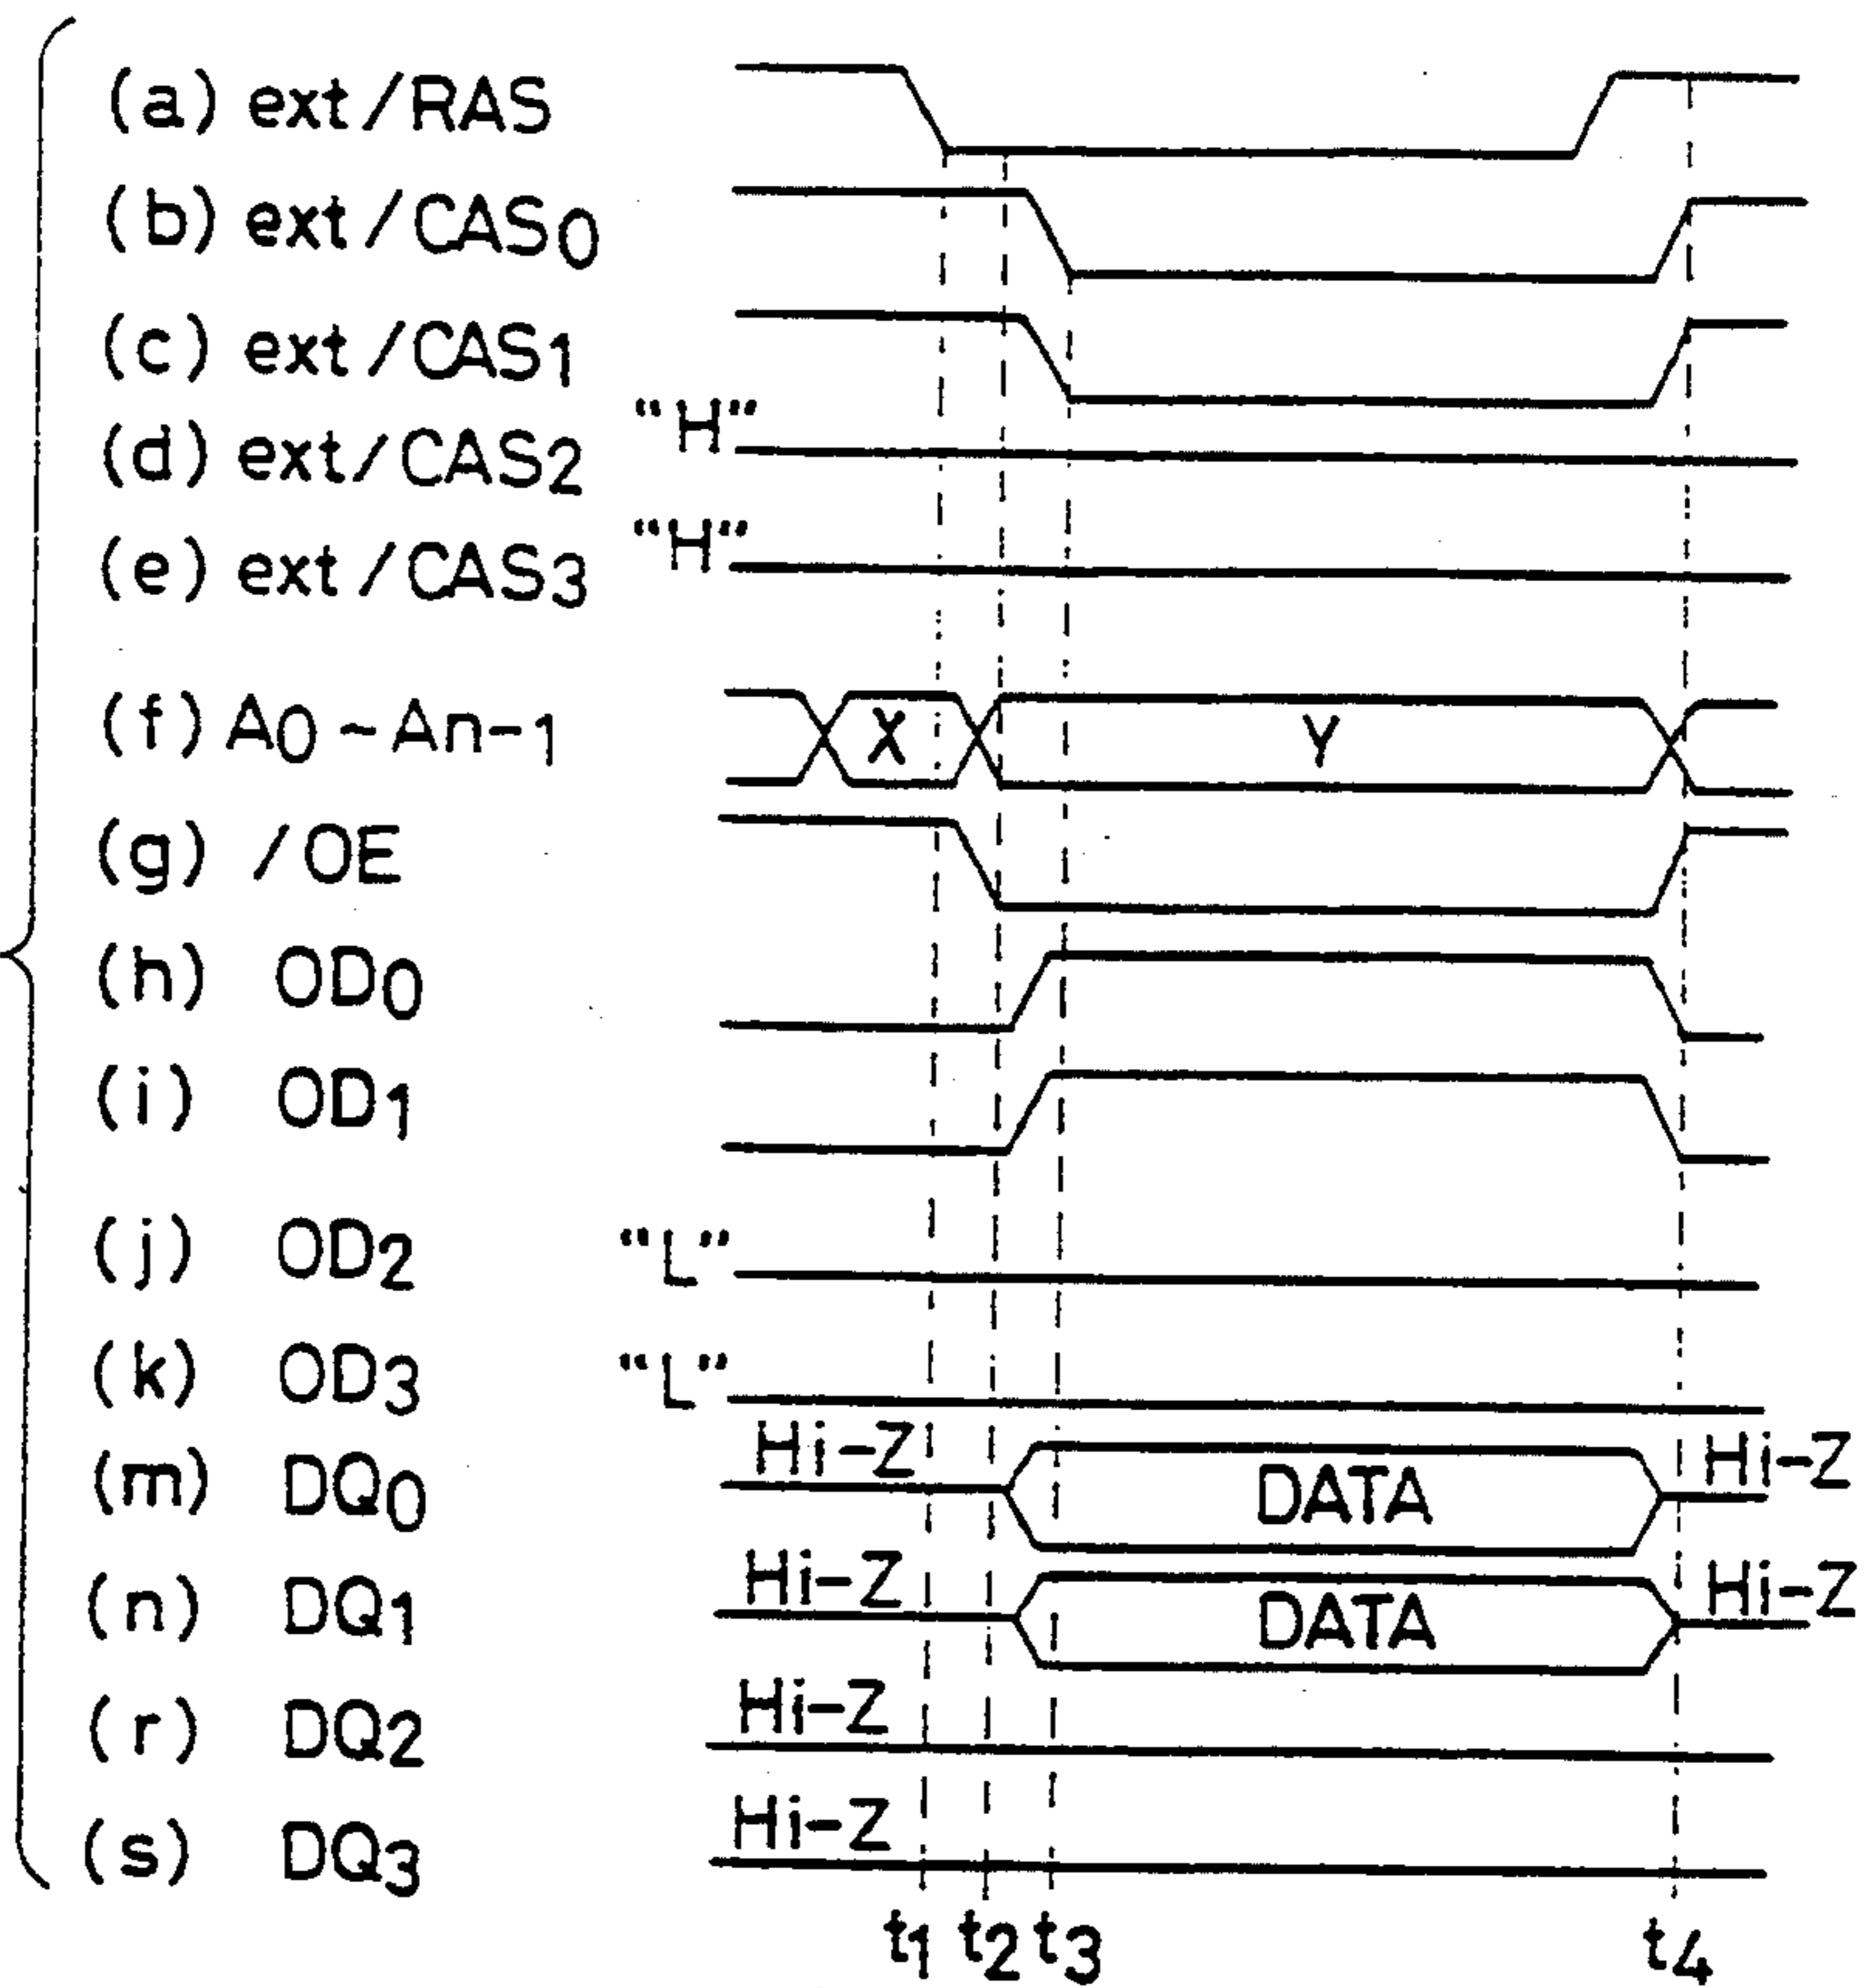 (a) ext/RAS
(b) ext/CAS0
(c) ext/CAS1
(d) ext/CAS2 "H"
(e) ext/CAS3 "H"
(f) A0~An-1 X Y
(g) /OE
(h) OD0
(i) OD1
(j) OD2 "L"
(k) OD3 "L"
(m) DQ0 Hi-Z DATA Hi-Z
(n) DQ1 Hi-Z DATA Hi-Z
(r) DQ2 Hi-Z
(s) DQ3 Hi-Z
t1 t2 t3 t4